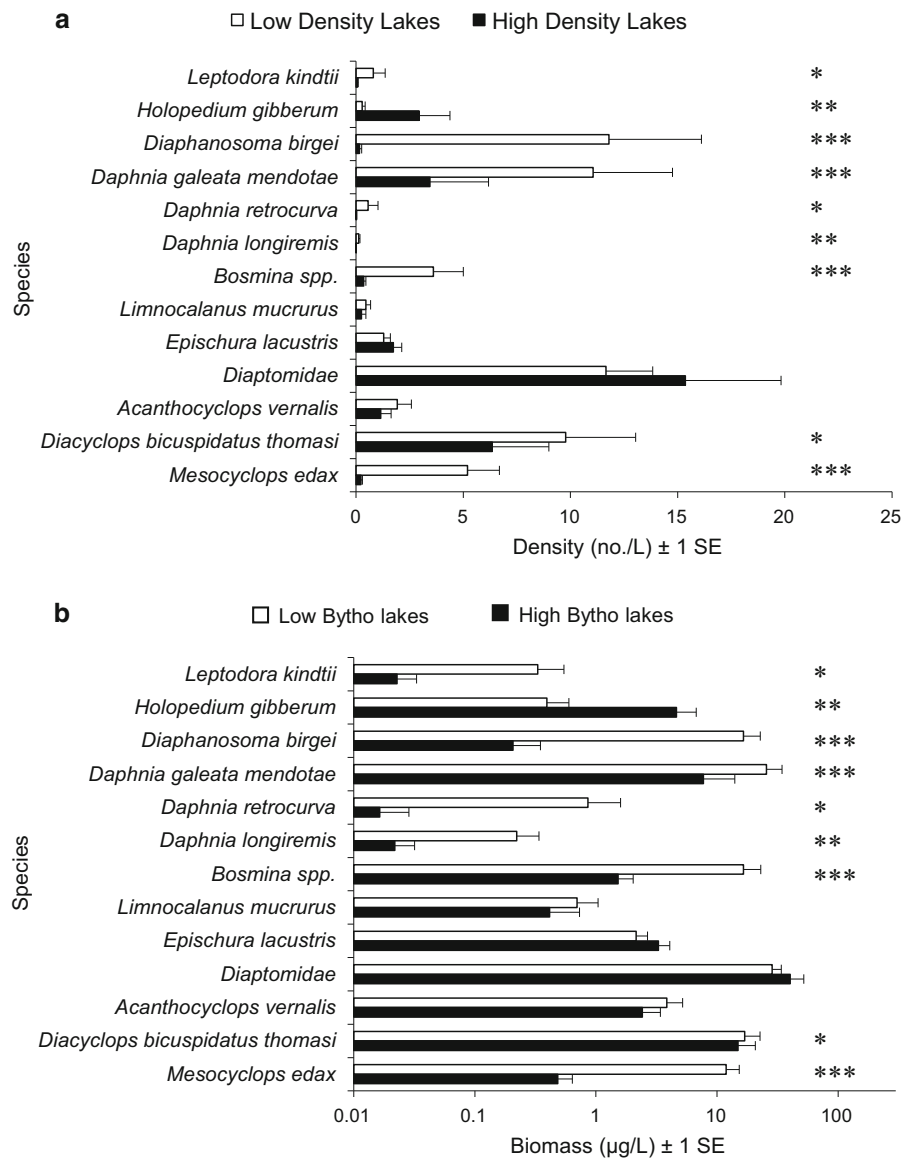 a
Low Density Lakes High Density Lakes
Species
Leptodora kindtii *
Holopedium gibberum **
Diaphanosoma birgei ***
Daphnia galeata mendotae ***
Daphnia retrocurva *
Daphnia longiremis **
Bosmina spp. ***
Limnocalanus mucrurus
Epischura lacustris
Diaptomidae
Acanthocyclops vernalis
Diacyclops bicuspidatus thomasi *
Mesocyclops edax ***
0 5 10 15 20 25
Density (no./L) ± 1 SE
b
Low Bytho lakes High Bytho lakes
Species
Leptodora kindtii *
Holopedium gibberum **
Diaphanosoma birgei ***
Daphnia galeata mendotae ***
Daphnia retrocurva *
Daphnia longiremis **
Bosmina spp. ***
Limnocalanus mucrurus
Epischura lacustris
Diaptomidae
Acanthocyclops vernalis
Diacyclops bicuspidatus thomasi *
Mesocyclops edax ***
0.01 0.1 1 10 100
Biomass (µg/L) ± 1 SE